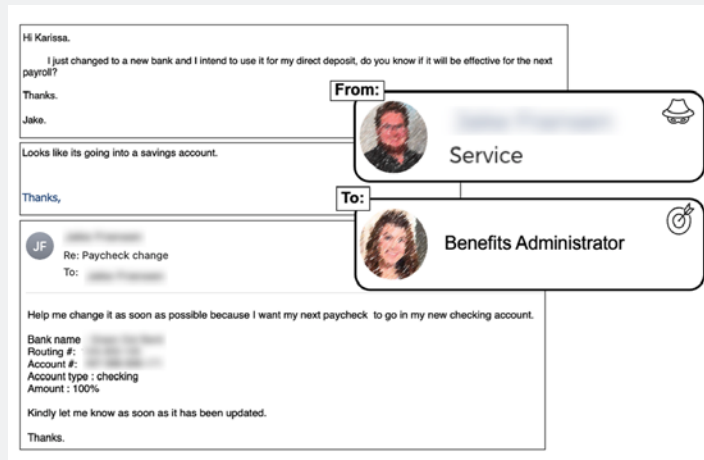 Hi Karissa.
I just changed to a new bank and I intend to use it for my direct deposit, do you know if it will be effective for the next
payroll?
Thanks.
Jake.
From:
Service
Looks like its going into a savings account.
Thanks,
To:
Benefits Administrator
JF
Re: Paycheck change
To:
Help me change it as soon as possible because I want my next paycheck to go in my new checking account.
Bank name
Routing #:
Account #:
Account type : checking
Amount : 100%
Kindly let me know as soon as it has been updated.
Thanks.